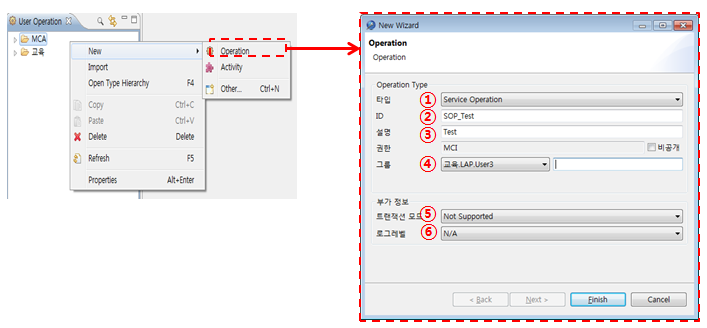 User Operation
MCA
교육
New
Import
Open Type Hierarchy F4
Copy Ctrl+C
Paste Ctrl+V
Delete Delete
Refresh F5
Properties Alt+Enter
Operation
Activity
Other... Ctrl+N
New Wizard
Operation
Operation
Operation Type
타입 ① Service Operation
ID ② SOP_Test
설명 ③ Test
권한 MCI 비공개
그룹 ④ 교육.LAP.User3
부가 정보
트랜잭션 모드 ⑤ Not Supported
로그레벨 ⑥ N/A
< Back Next > Finish Cancel